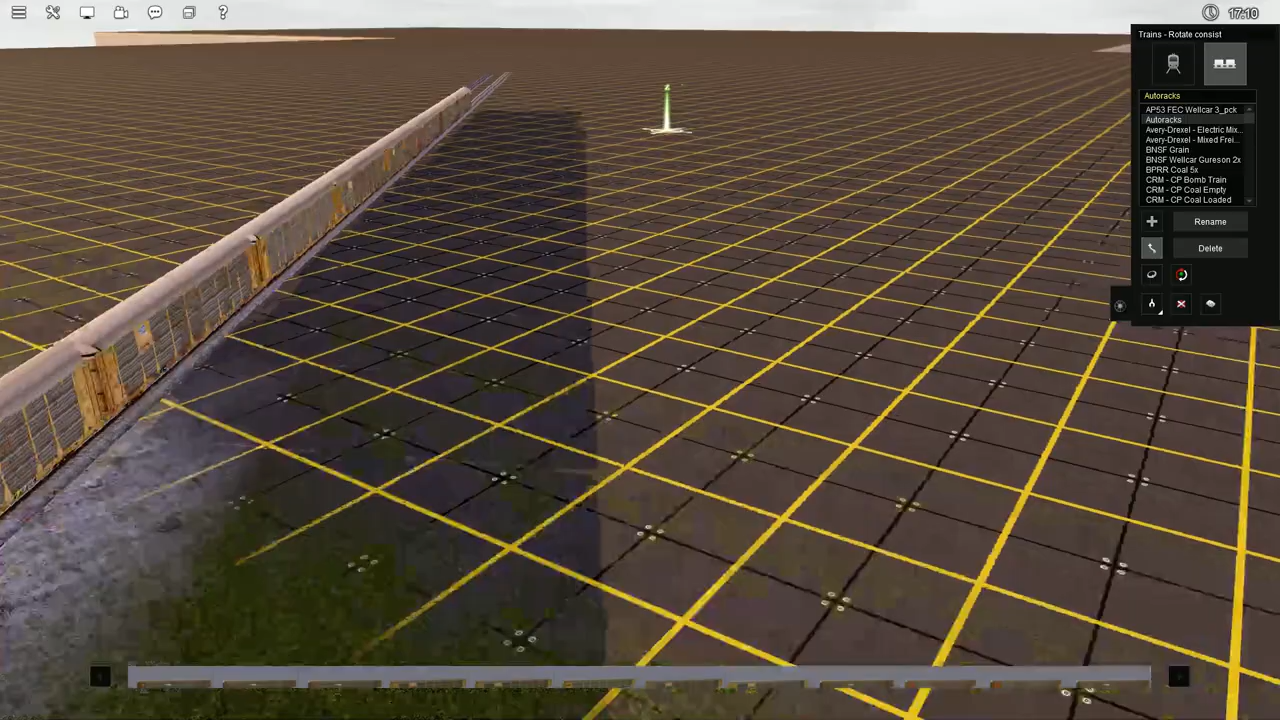 17:10
Trains - Rotate consist
Autoracks
AP53 FEC Wellcar 3_pck
Autoracks
Avery-Drexel - Electric Mix...
Avery-Drexel - Mixed Frei...
BNSF Grain
BNSF Wellcar Gureson 2x
BPRR Coal 5x
CRM - CP Bomb Train
CRM - CP Coal Empty
CRM - CP Coal Loaded
Rename
Delete